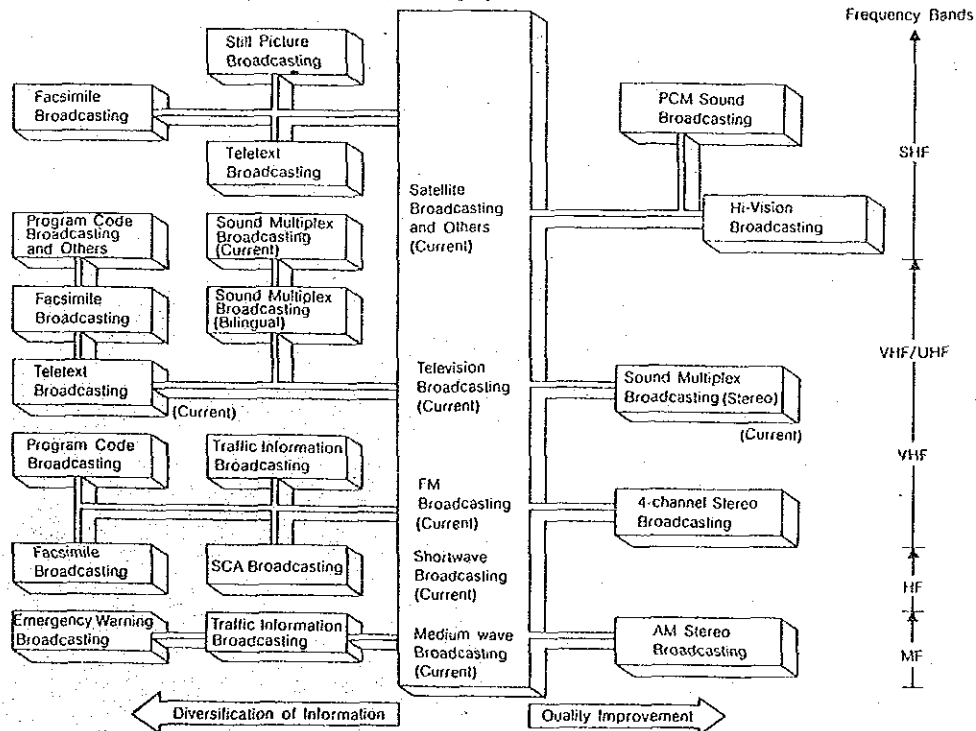 Frequency Bands
Still Picture
Broadcasting
Facsimile
Broadcasting
Teletext
Broadcasting
PCM Sound
Broadcasting
SHF
Satellite
Broadcasting
and Others
(Current)
Hi-Vision
Broadcasting
Program Code
Broadcasting
and Others
Sound Multiplex
Broadcasting
(Current)
Facsimile
Broadcasting
Sound Multiplex
Broadcasting
(Bilingual)
VHF/UHF
Teletext
Broadcasting
(Current)
Television
Broadcasting
(Current)
Sound Multiplex
Broadcasting (Stereo)
(Current)
Program Code
Broadcasting
Traffic Information
Broadcasting
VHF
FM
Broadcasting
(Current)
4-channel Stereo
Broadcasting
Facsimile
Broadcasting
SCA Broadcasting
Shortwave
Broadcasting
(Current)
HF
Emergency Warning
Broadcasting
Traffic Information
Broadcasting
Medium wave
Broadcasting
(Current)
AM Stereo
Broadcasting
MF
Diversification of Information
Quality Improvement